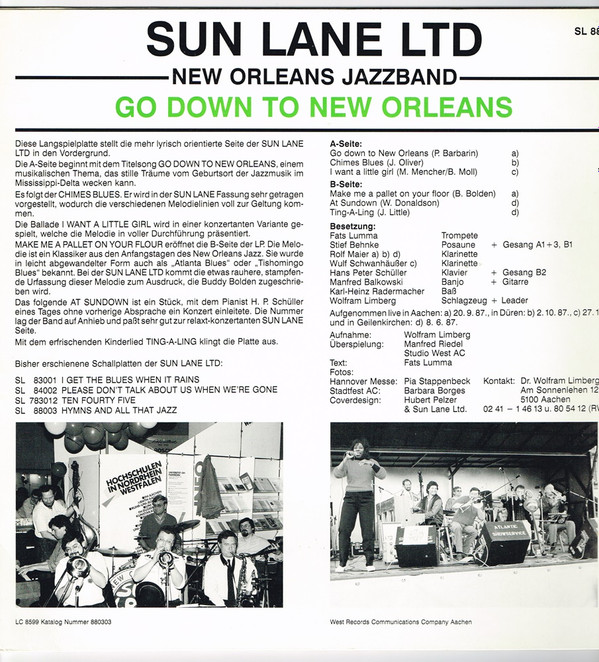 SUN LANE LTD
SL 88
NEW ORLEANS JAZZBAND
GO DOWN TO NEW ORLEANS
Diese Langspielplatte stellt die mehr lyrisch orientierte Seite der SUN LANE
LTD in den Vordergrund.
Die A-Seite beginnt mit dem Titelsong GO DOWN TO NEW ORLEANS, einem
musikalischen Thema, das stille Träume vom Geburtsort der Jazzmusik im
Mississippi-Delta wecken kann.
Es folgt der CHIMES BLUES. Er wird in der SUN LANE Fassung sehr getragen
vorgestellt, wodurch die verschiedenen Melodielinien voll zur Geltung kom-
men.
Die Ballade I WANT A LITTLE GIRL wird in einer konzertanten Variante ge-
spielt, welche die Melodie in voller Durchführung präsentiert.
MAKE ME A PALLET ON YOUR FLOUR eröffnet die B-Seite der LP. Die Melo-
die ist ein Klassiker aus den Anfangstagen des New Orleans Jazz. Sie wurde
in leicht abgewandelter Form auch als „Atlanta Blues" oder „Tishomingo
Blues" bekannt. Bei der SUN LANE LTD kommt die etwas rauhere, stampfen-
de Urfassung dieser Melodie zum Ausdruck, die Buddy Bolden zugeschrie-
ben wird.
Das folgende AT SUNDOWN ist ein Stück, mit dem Pianist H. P. Schüller
eines Tages ohne vorherige Absprache ein Konzert einleitete. Die Nummer
lag der Band auf Anhieb und paßt sehr gut zur relaxt-konzertanten SUN LANE
Seite.
Mit dem erfrischenden Kinderlied TING-A-LING klingt die Platte aus.
Bisher erschienene Schallplatten der SUN LANE LTD:
SL 83001 I GET THE BLUES WHEN IT RAINS
SL 84002 PLEASE DON'T TALK ABOUT US WHEN WE'RE GONE
SL 783012 TEN FOURTY FIVE
SL 88003 HYMNS AND ALL THAT JAZZ
A-Seite:
Go down to New Orleans (P. Barbarin) a)
Chimes Blues (J. Oliver) b)
I want a little girl (M. Mencher/B. Moll) c)
B-Seite:
Make me a pallet on your floor (B. Bolden) a)
At Sundown (W. Donaldson) d)
Ting-A-Ling (J. Little) d)
Besetzung:
Fats Lumma Trompete
Stief Behnke Posaune + Gesang A1+3, B1
Rolf Maier a) b) d) Klarinette
Wulf Schwanhäußer c) Klarinette
Hans Peter Schüller Klavier + Gesang B2
Manfred Balkowski Banjo + Gitarre
Karl-Heinz Radermacher Baß
Wolfram Limberg Schlagzeug + Leader
Aufgenommen live in Aachen: a) 20. 9. 87., in Düren: b) 2. 10. 87., c) 27. 1
und in Geilenkirchen: d) 8. 6. 87.
Aufnahme: Wolfram Limberg
Überspielung: Manfred Riedel
Studio West AC
Text: Fats Lumma
Fotos:
Hannover Messe: Pia Stappenbeck Kontakt: Dr. Wolfram Limberg
Stadtfest AC: Barbara Borges Am Sonnenlehen 12
Coverdesign: Hubert Pelzer 5100 Aachen
& Sun Lane Ltd. 02 41 – 1 46 13 u. 80 54 12 (RW
HOCHSCHULEN
IN NORDRHEIN
WESTFALEN
NEW OR
ATLANTIC
SHOWSERVICE
LC 8599 Katalog Nummer 880303
West Records Communications Company Aachen